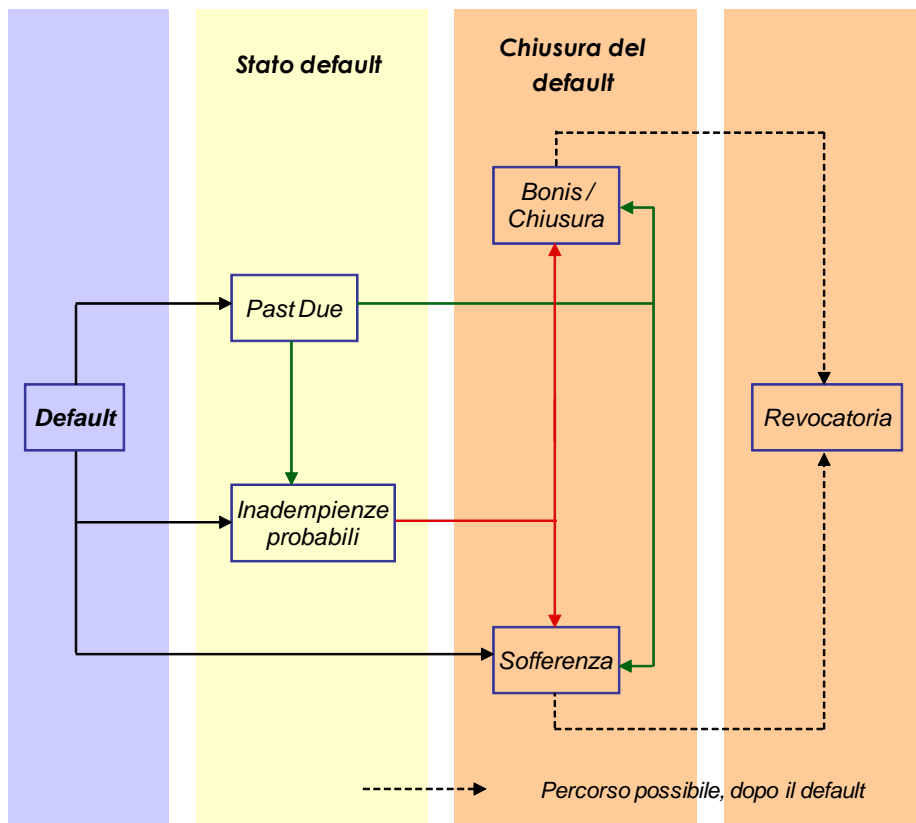 Stato default
Chiusura del
default
Bonis /
Chiusura
Past Due
Default
Revocatoria
Inadempienze
probabili
Sofferenza
Percorso possibile, dopo il default